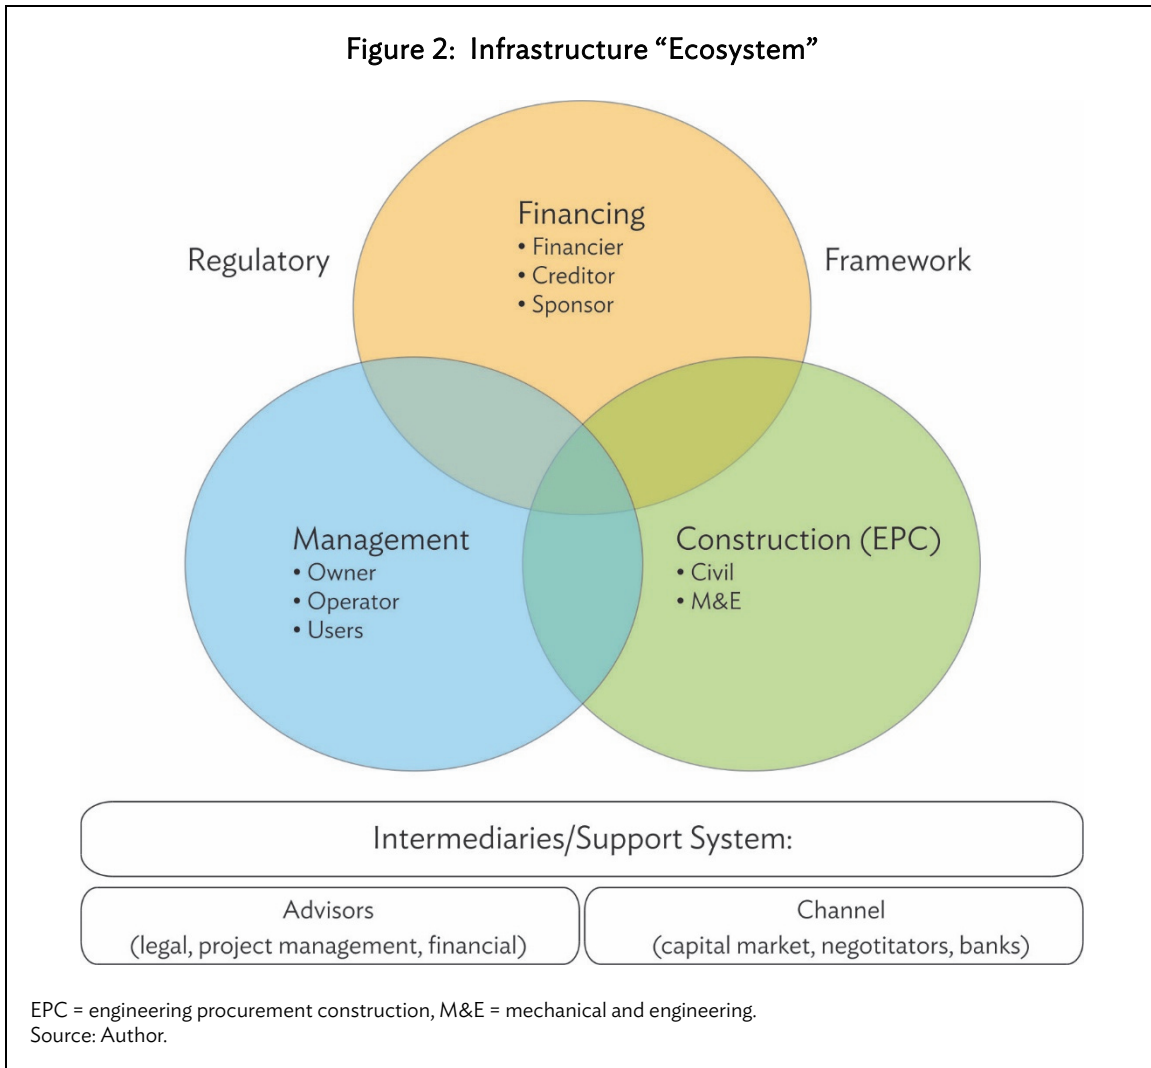 Figure 2: Infrastructure “Ecosystem”
Regulatory
Framework
Financing
• Financier
• Creditor
• Sponsor
Management
• Owner
• Operator
• Users
Construction (EPC)
• Civil
• M&E
Intermediaries/Support System:
Advisors
(legal, project management, financial)
Channel
(capital market, negotitators, banks)
EPC = engineering procurement construction, M&E = mechanical and engineering.
Source: Author.